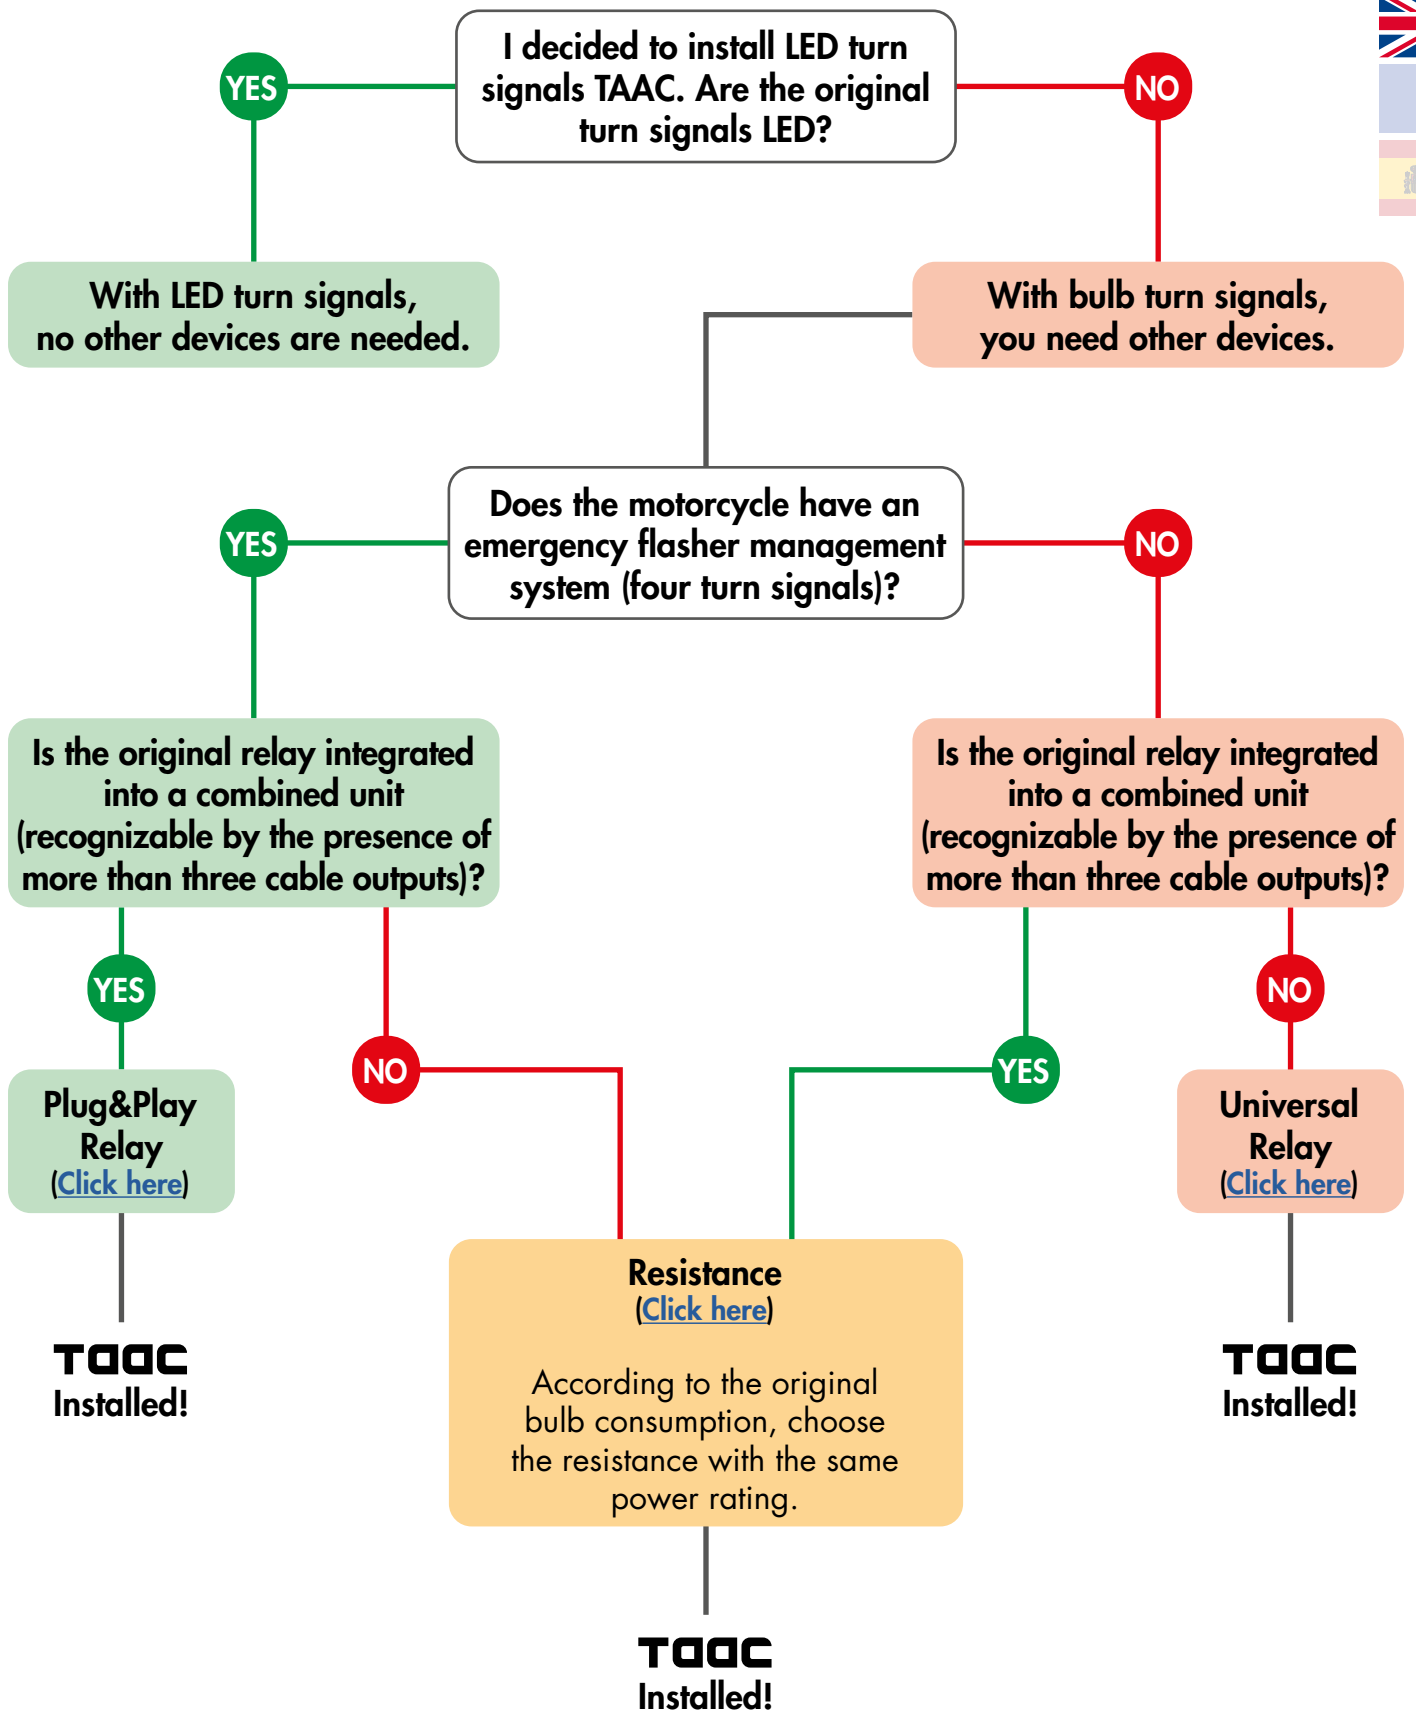 I decided to install LED turn
signals TAAC. Are the original
turn signals LED?
YES
NO
With LED turn signals,
no other devices are needed.
With bulb turn signals,
you need other devices.
Does the motorcycle have an
emergency flasher management
system (four turn signals)?
YES
NO
Is the original relay integrated
into a combined unit
(recognizable by the presence of
more than three cable outputs)?
Is the original relay integrated
into a combined unit
(recognizable by the presence of
more than three cable outputs)?
YES
NO
NO
YES
Plug&Play
Relay
(Click here)
Universal
Relay
(Click here)
Resistance
(Click here)
According to the original
bulb consumption, choose
the resistance with the same
power rating.
TAAC
Installed!
TAAC
Installed!
TAAC
Installed!